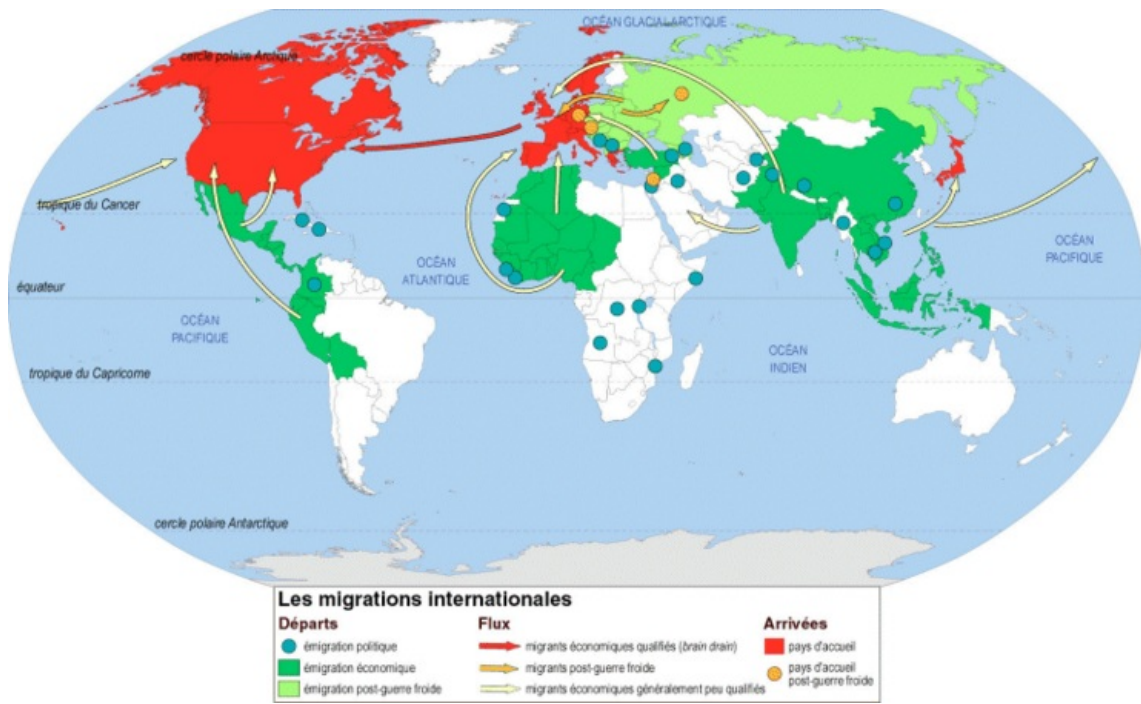 OCÉAN GLACIAL ARCTIQUE
cercle polaire Arctique
tropique du Cancer
OCÉAN
ATLANTIQUE
OCÉAN
PACIFIQUE
équateur
OCÉAN
PACIFIQUE
OCÉAN
INDIEN
tropique du Capricorne
cercle polaire Antarctique
Les migrations internationales
Départs
émigration politique
émigration économique
émigration post-guerre froide
Flux
migrants économiques qualifiés (brain drain)
migrants post-guerre froide
migrants économiques généralement peu qualifiés
Arrivées
pays d'accueil
pays d'accueil
post-guerre froide